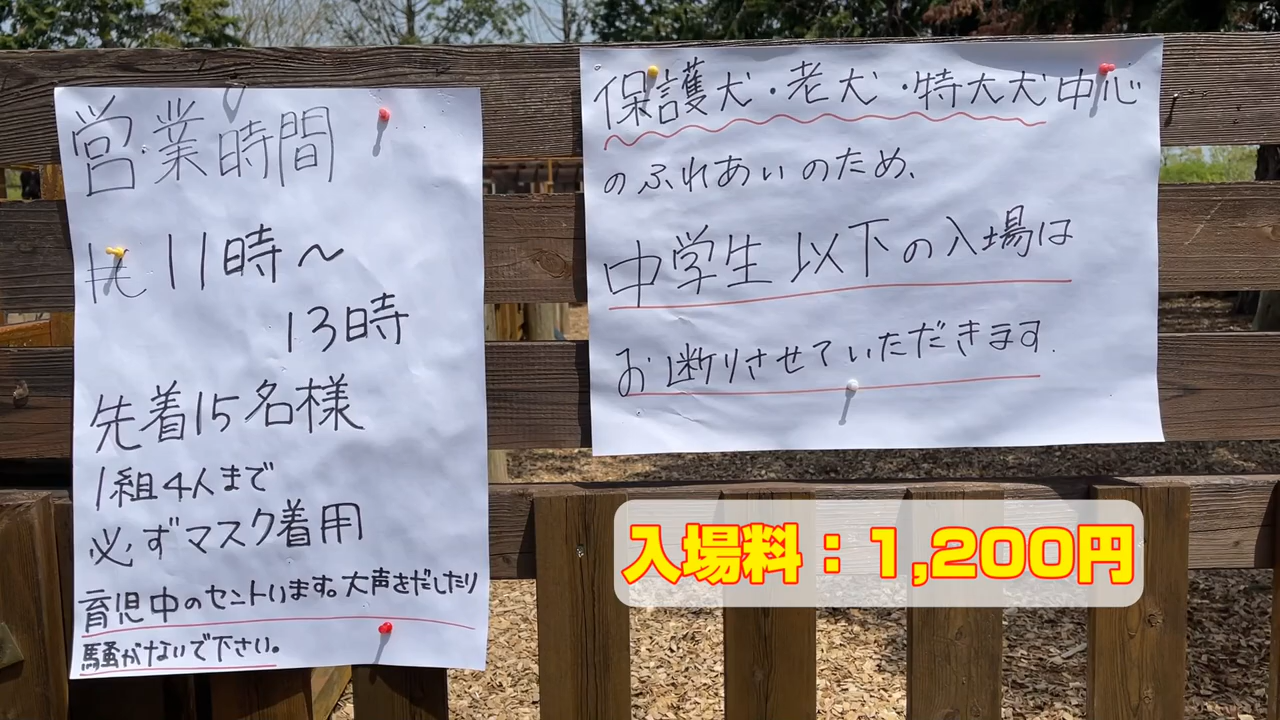 営業時間
11時～
13時
先着15名様
1組4人まで
必ずマスク着用
育児中のセントいます。大声をだしたり
騒がないで下さい。
保護犬・老犬・特大犬中心
のふれあいのため、
中学生以下の入場は
お断りさせていただきます.
入場料：1,200円